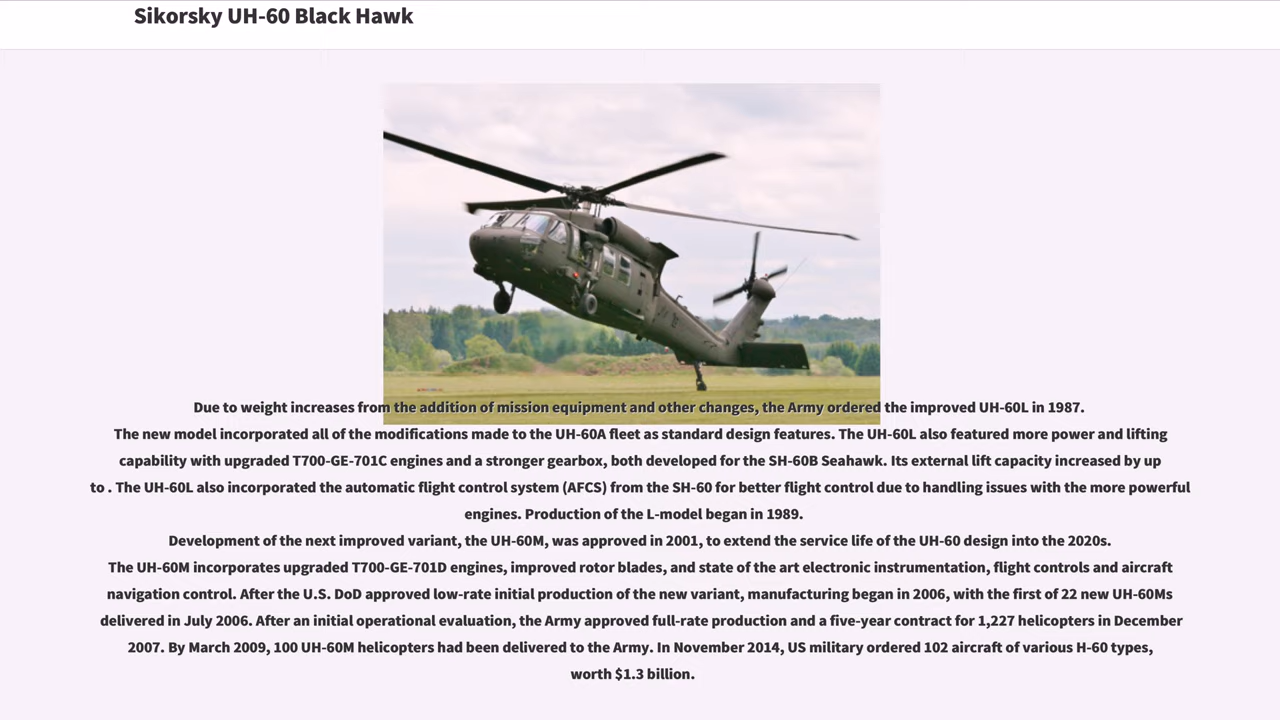 Sikorsky UH-60 Black Hawk
Due to weight increases from the addition of mission equipment and other changes, the Army ordered the improved UH-60L in 1987.
The new model incorporated all of the modifications made to the UH-60A fleet as standard design features. The UH-60L also featured more power and lifting
capability with upgraded T700-GE-701C engines and a stronger gearbox, both developed for the SH-60B Seahawk. Its external lift capacity increased by up
to . The UH-60L also incorporated the automatic flight control system (AFCS) from the SH-60 for better flight control due to handling issues with the more powerful
engines. Production of the L-model began in 1989.
Development of the next improved variant, the UH-60M, was approved in 2001, to extend the service life of the UH-60 design into the 2020s.
The UH-60M incorporates upgraded T700-GE-701D engines, improved rotor blades, and state of the art electronic instrumentation, flight controls and aircraft
navigation control. After the U.S. DoD approved low-rate initial production of the new variant, manufacturing began in 2006, with the first of 22 new UH-60Ms
delivered in July 2006. After an initial operational evaluation, the Army approved full-rate production and a five-year contract for 1,227 helicopters in December
2007. By March 2009, 100 UH-60M helicopters had been delivered to the Army. In November 2014, US military ordered 102 aircraft of various H-60 types,
worth $1.3 billion.